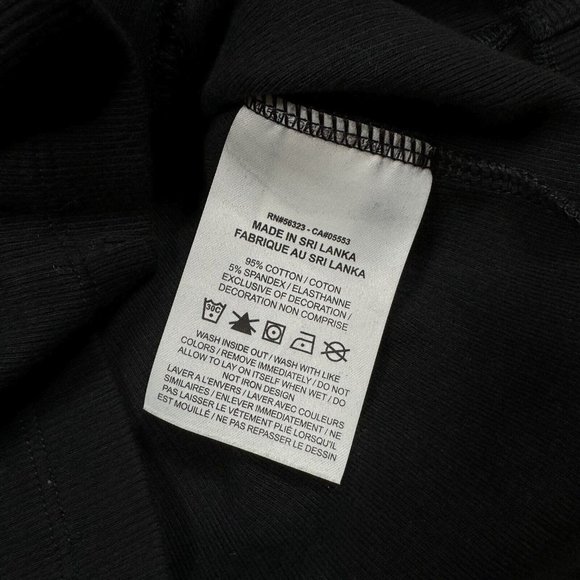 RN#56323 - CA#05553
MADE IN SRI LANKA
FABRIQUE AU SRI LANKA
95% COTTON / COTON
5% SPANDEX / ELASTHANNE
EXCLUSIVE OF DECORATION /
DECORATION NON COMPRISE
30C
WASH INSIDE OUT / WASH WITH LIKE
COLORS / REMOVE IMMEDIATELY / DO NOT
ALLOW TO LAY ON ITSELF WHEN WET / DO
NOT IRON DESIGN
LAVER A L'ENVERS / LAVER AVEC COULEURS
SIMILAIRES / ENLEVER IMMEDIATEMENT / NE
PAS LAISSER LE VÊTEMENT PLIÉ LORSQU'IL
EST MOUILLÉ / NE PAS REPASSER LE DESSIN